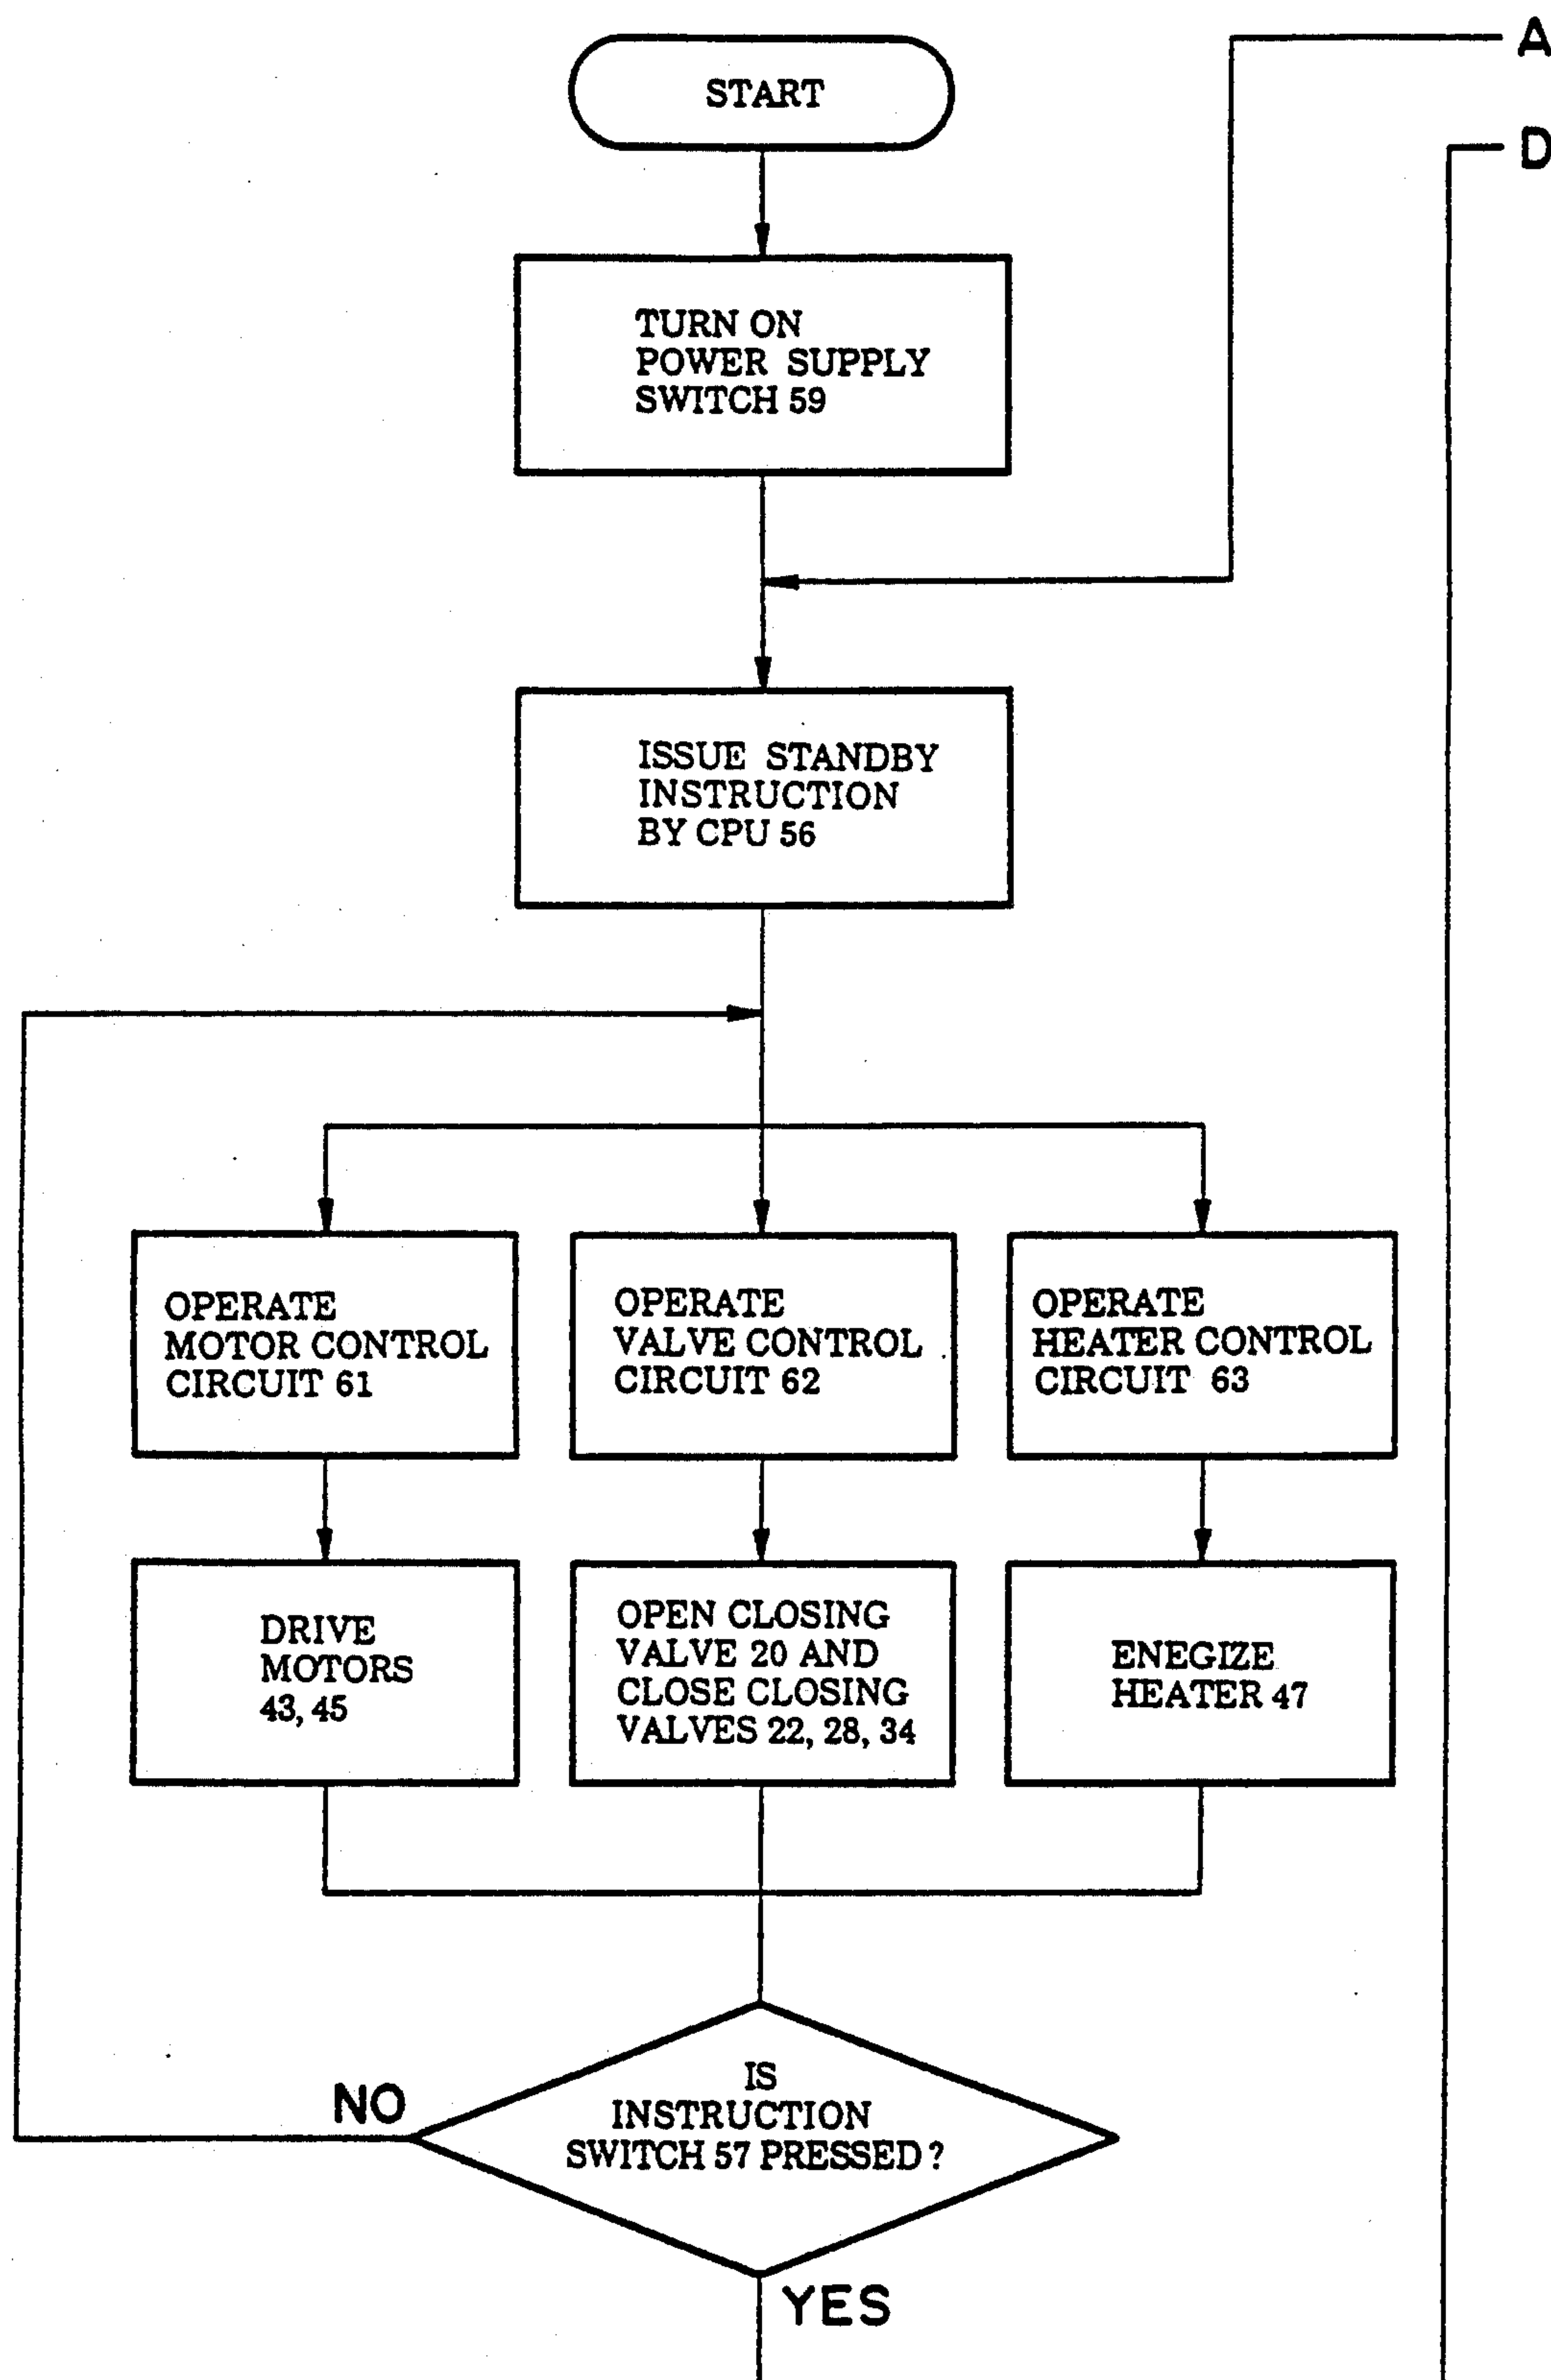 A
START
D
TURN ON
POWER SUPPLY
SWITCH 59
ISSUE STANDBY
INSTRUCTION
BY CPU 56
OPERATE
MOTOR CONTROL
CIRCUIT 61
OPERATE
VALVE CONTROL
CIRCUIT 62
OPERATE
HEATER CONTROL
CIRCUIT 63
DRIVE
MOTORS
43, 45
OPEN CLOSING
VALVE 20 AND
CLOSE CLOSING
VALVES 22, 28, 34
ENEGIZE
HEATER 47
IS
INSTRUCTION
SWITCH 57 PRESSED ?
NO
YES